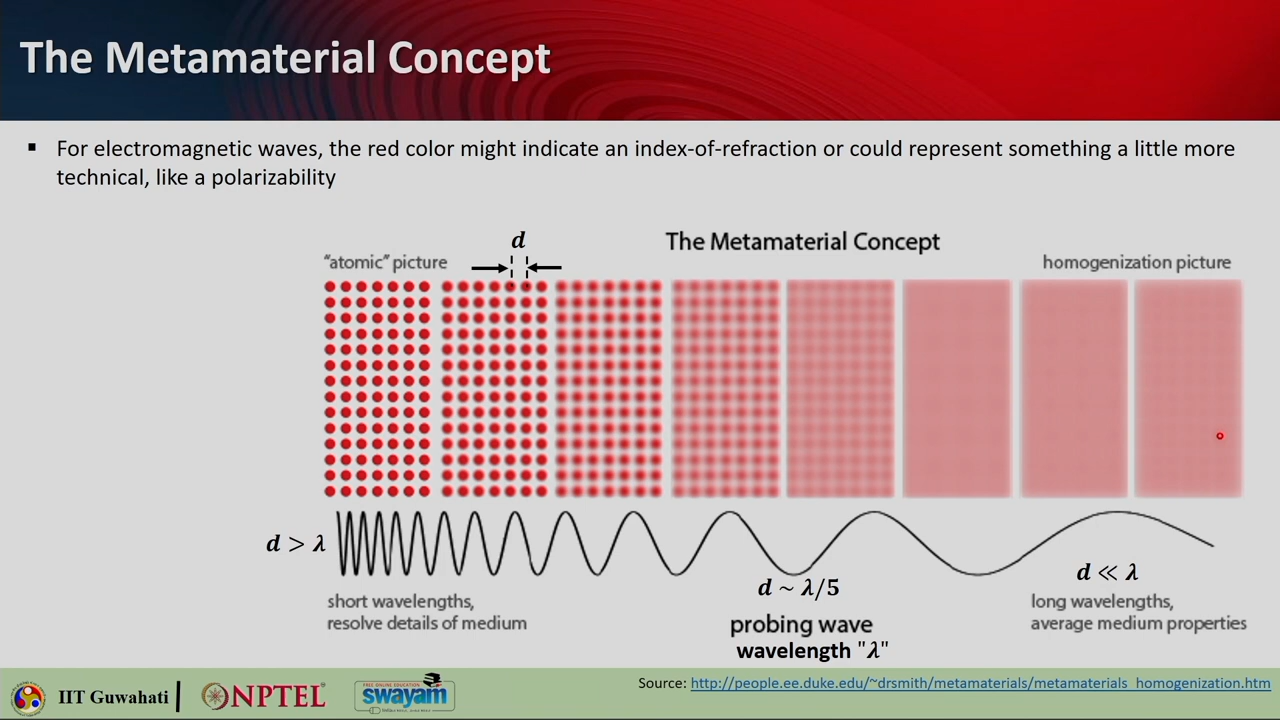 The Metamaterial Concept
▪ For electromagnetic waves, the red color might indicate an index-of-refraction or could represent something a little more
technical, like a polarizability
d
The Metamaterial Concept
“atomic” picture
homogenization picture
d > λ
d ~ λ/5
d ≪ λ
short wavelengths,
resolve details of medium
probing wave
wavelength "λ"
long wavelengths,
average medium properties
IIT Guwahati
NPTEL
FREE ONLINE EDUCATION
swayam
Source: http://people.ee.duke.edu/~drsmith/metamaterials/metamaterials_homogenization.htm